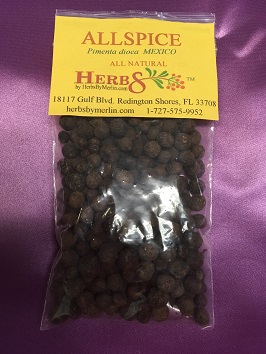 ALLSPICE
Pimenta dioca MEXICO
ALL NATURAL
HERBS ™
by HerbsByMerlin.com
18117 Gulf Blvd. Redington Shores, FL 33708
herbsbymerlin.com 1-727-575-9952